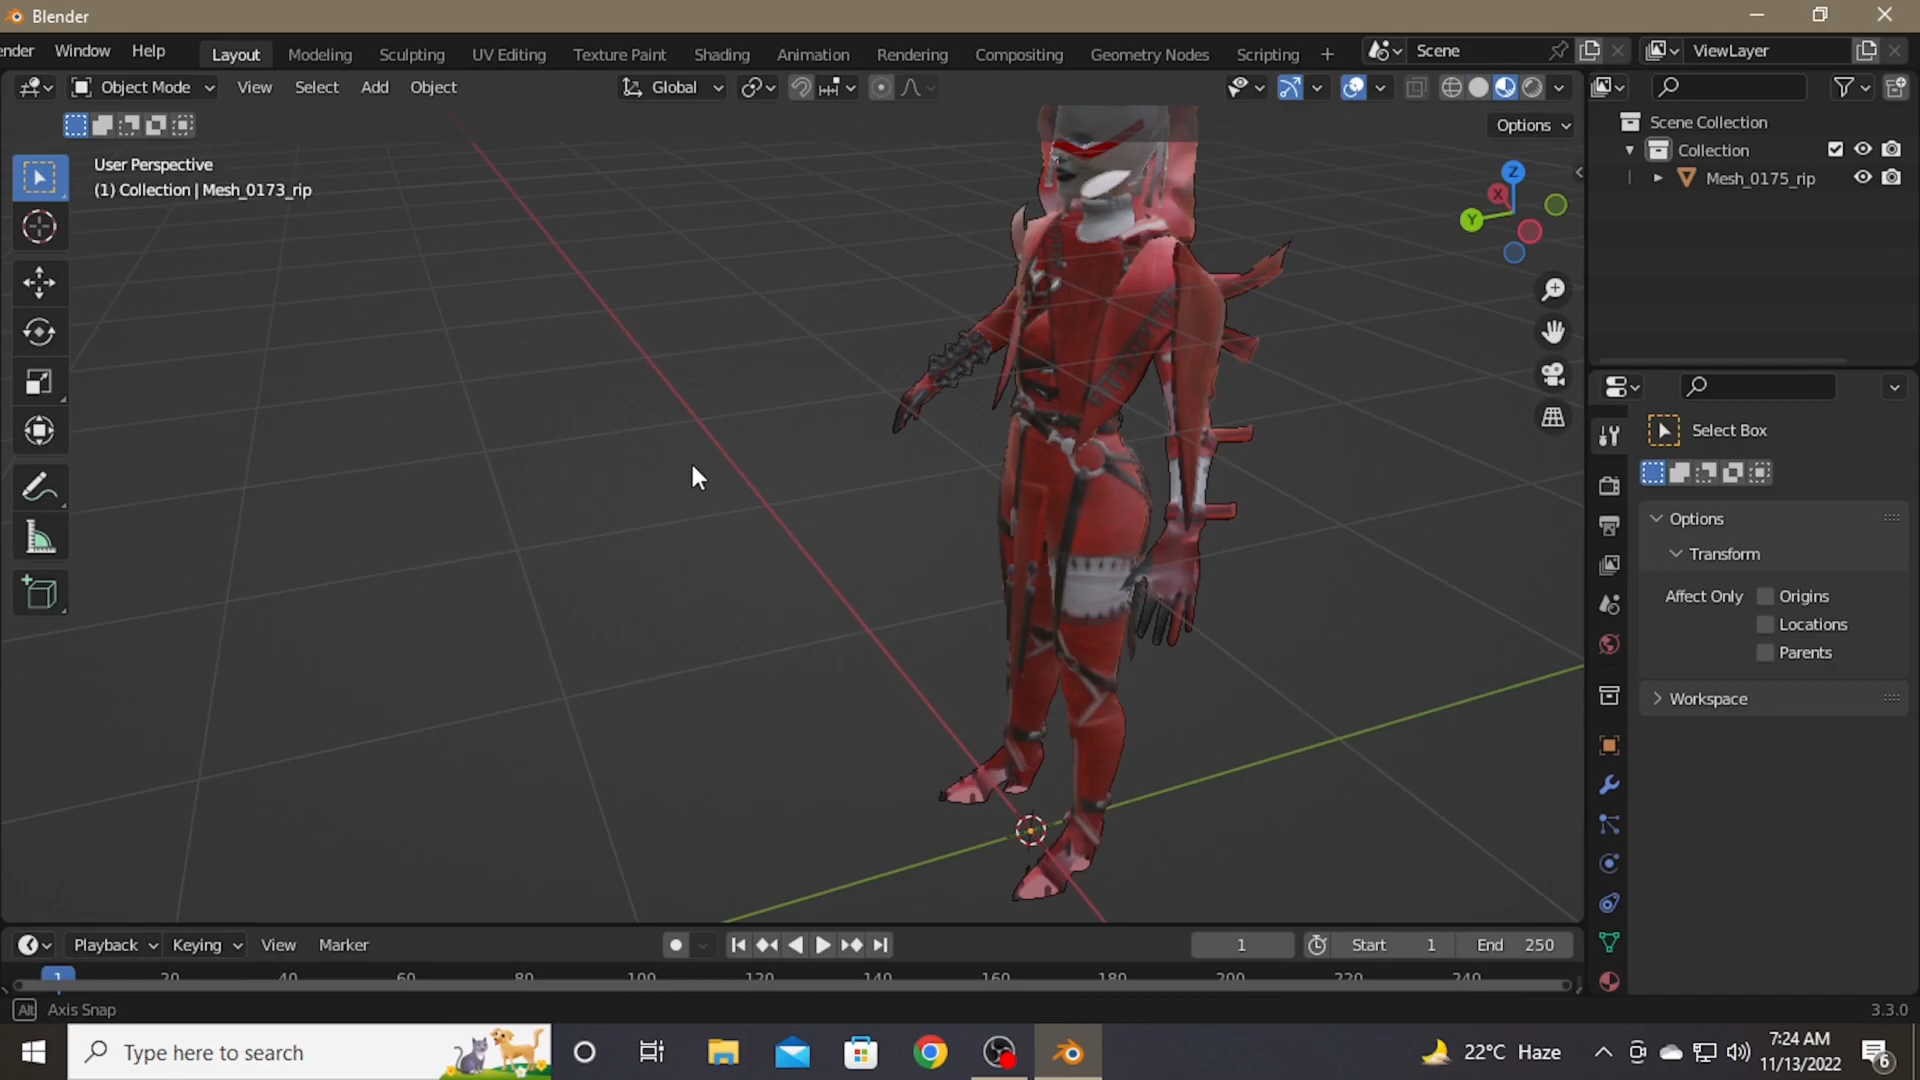 Blender
ender Window Help Layout Modeling Sculpting UV Editing Texture Paint Shading Animation Rendering Compositing Geometry Nodes Scripting + Scene ViewLayer
Object Mode View Select Add Object Global
Options
User Perspective
(1) Collection | Mesh_0173_rip
Z
X
Y
Scene Collection
Collection
Mesh_0175_rip
Select Box
Options
Transform
Affect Only Origins
Locations
Parents
Workspace
Playback Keying View Marker 1 Start 1 End 250
1 20 40 60 80 100 120 140 160 180 200 220 240
Alt Axis Snap 3.3.0
Type here to search 22°C Haze 7:24 AM
11/13/2022 6